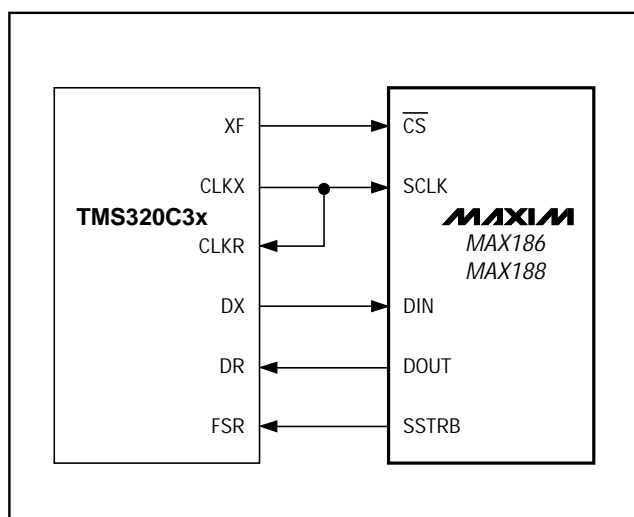 XF CS
CLKX SCLK
TMS320C3x MAXIM
CLKR MAX186
MAX188
DX DIN
DR DOUT
FSR SSTRB